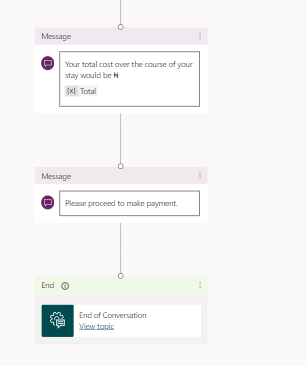 Message
Your total cost over the course of your
stay would be ₦
{x} Total
Message
Please proceed to make payment.
End
End of Conversation
View topic